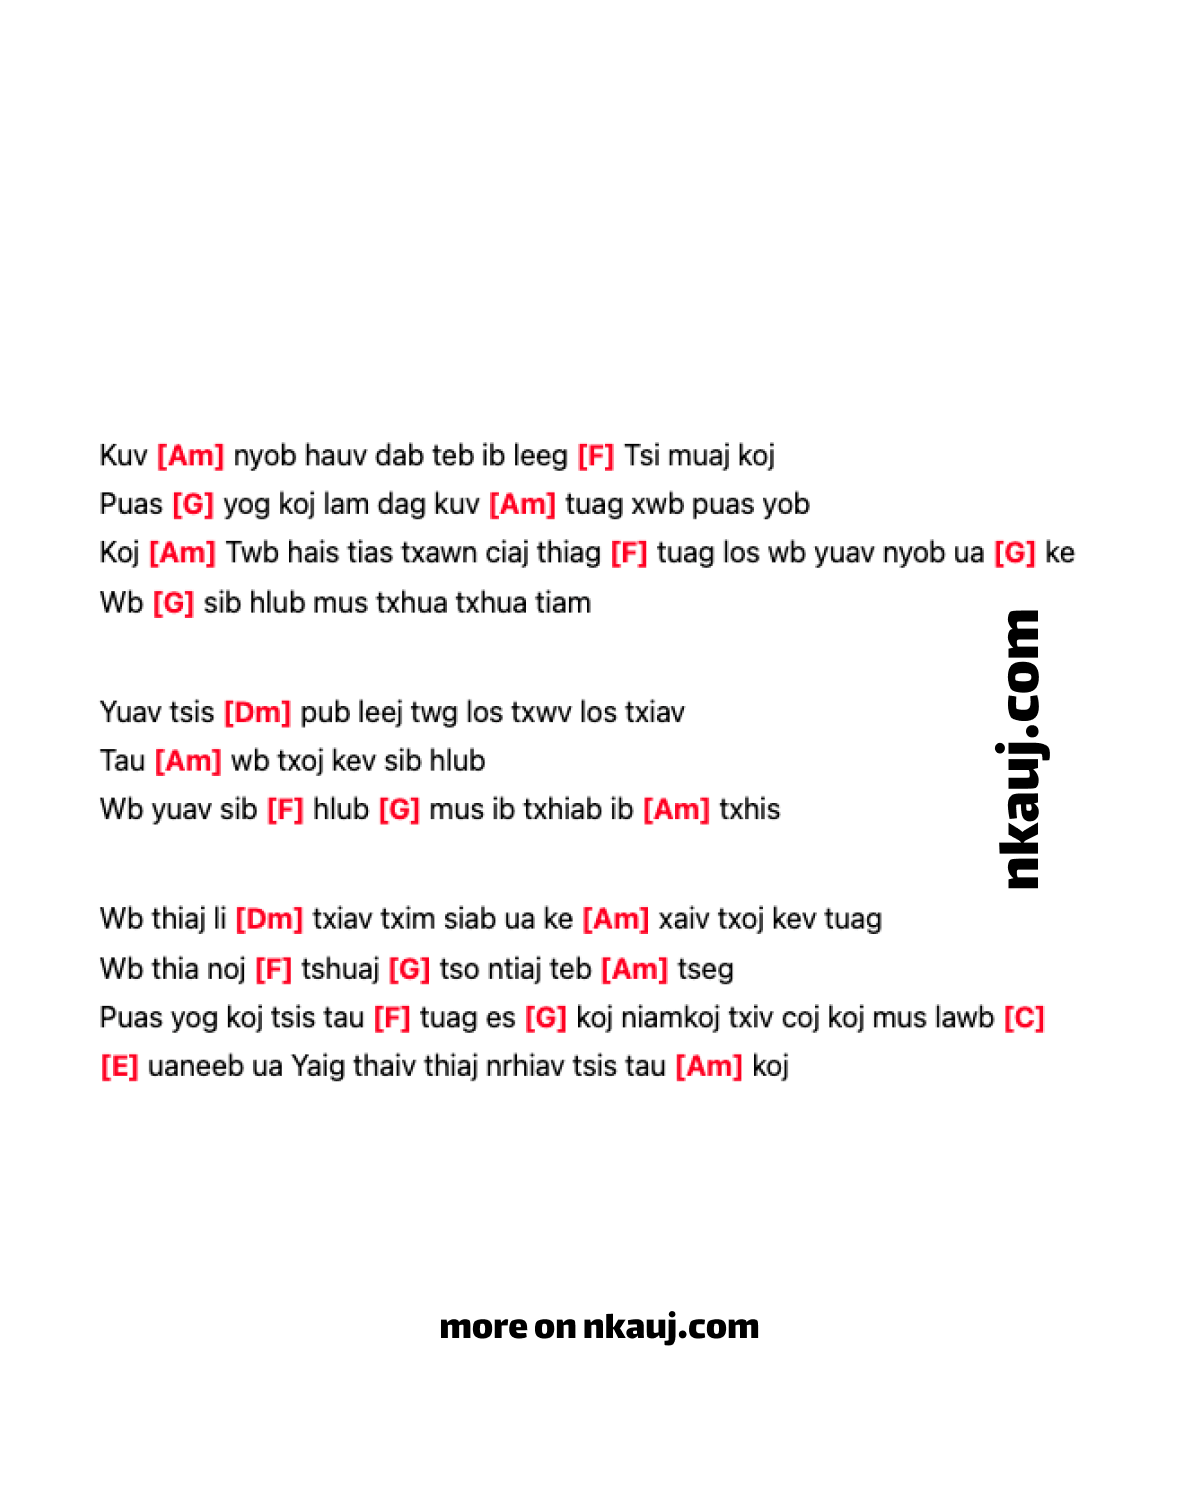 Kuv [Am] nyob hauv dab teb ib leeg [F] Tsi muaj koj
Puas [G] yog koj lam dag kuv [Am] tuag xwb puas yob
Koj [Am] Twb hais tias txawn ciaj thiag [F] tuag los wb yuav nyob ua [G] ke
Wb [G] sib hlub mus txhua txhua tiam
Yuav tsis [Dm] pub leej twg los txwv los txiav
Tau [Am] wb txoj kev sib hlub
Wb yuav sib [F] hlub [G] mus ib txhiab ib [Am] txhis
Wb thiaj li [Dm] txiav txim siab ua ke [Am] xaiv txoj kev tuag
Wb thia noj [F] tshuaj [G] tso ntiaj teb [Am] tseg
Puas yog koj tsis tau [F] tuag es [G] koj niamkoj txiv coj koj mus lawb [C]
[E] uaneeb ua Yaig thaiv thiaj nrhiav tsis tau [Am] koj
nkauj.com
more on nkauj.com